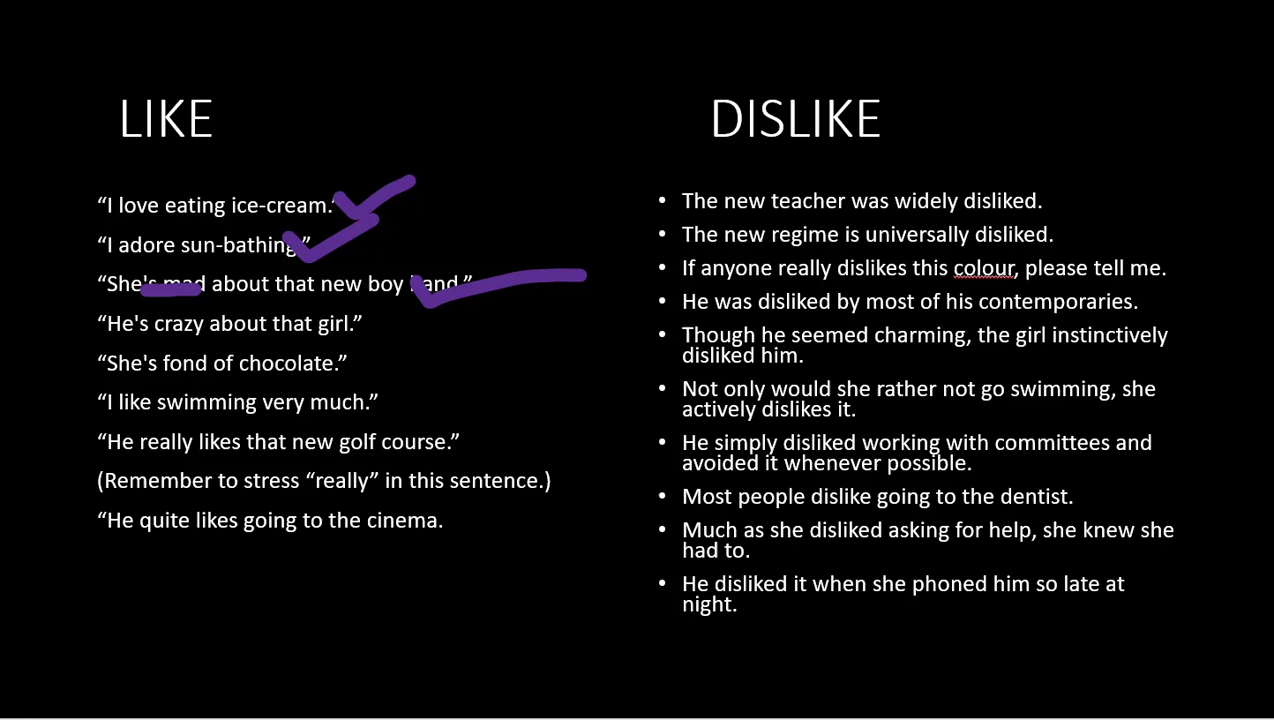 LIKE
“I love eating ice-cream.”
“I adore sun-bathing.”
“She's mad about that new boy band.”
“He's crazy about that girl.”
“She's fond of chocolate.”
“I like swimming very much.”
“He really likes that new golf course.”
(Remember to stress “really” in this sentence.)
“He quite likes going to the cinema.
DISLIKE
• The new teacher was widely disliked.
• The new regime is universally disliked.
• If anyone really dislikes this colour, please tell me.
• He was disliked by most of his contemporaries.
• Though he seemed charming, the girl instinctively
disliked him.
• Not only would she rather not go swimming, she
actively dislikes it.
• He simply disliked working with committees and
avoided it whenever possible.
• Most people dislike going to the dentist.
• Much as she disliked asking for help, she knew she
had to.
• He disliked it when she phoned him so late at
night.